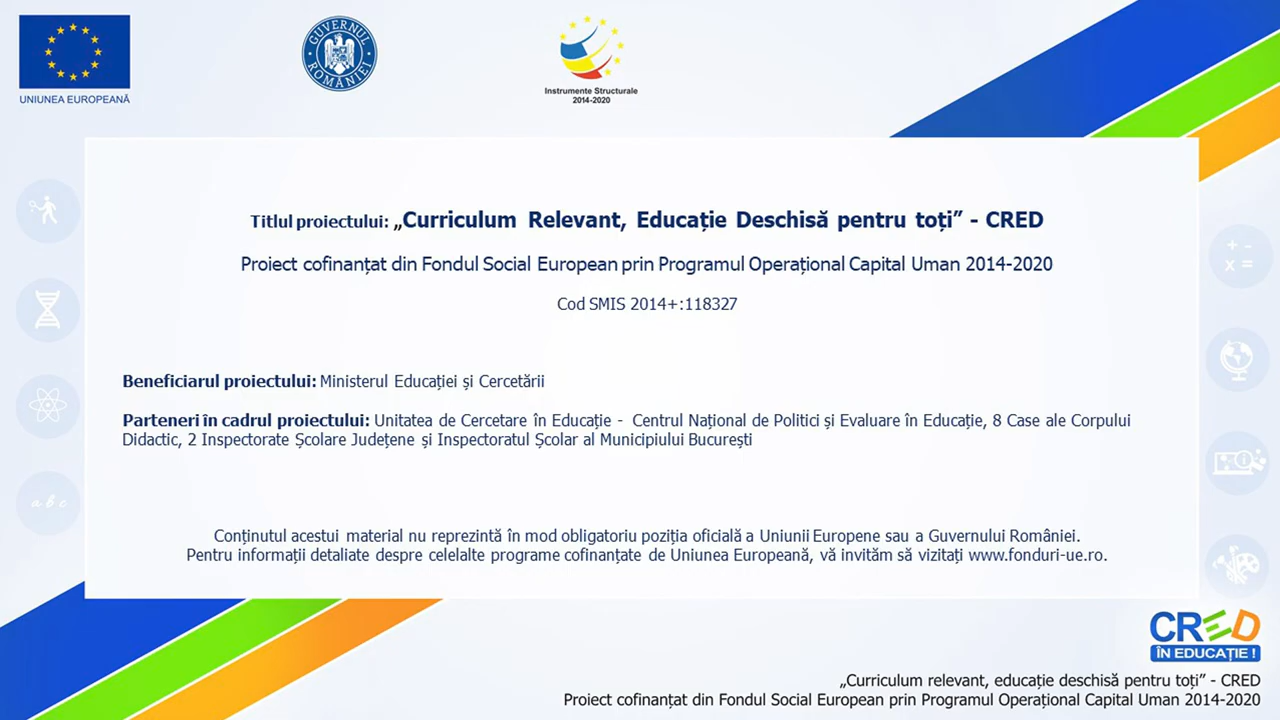 UNIUNEA EUROPEANĂ
GUVERNUL ROMÂNIEI
Instrumente Structurale
2014-2020
Titlul proiectului: „Curriculum Relevant, Educație Deschisă pentru toți” - CRED
Proiect cofinanțat din Fondul Social European prin Programul Operațional Capital Uman 2014-2020
Cod SMIS 2014+:118327
Beneficiarul proiectului: Ministerul Educației și Cercetării
Parteneri în cadrul proiectului: Unitatea de Cercetare în Educație - Centrul Național de Politici și Evaluare în Educație, 8 Case ale Corpului
Didactic, 2 Inspectorate Școlare Județene și Inspectoratul Școlar al Municipiului București
Conținutul acestui material nu reprezintă în mod obligatoriu poziția oficială a Uniunii Europene sau a Guvernului României.
Pentru informații detaliate despre celelalte programe cofinanțate de Uniunea Europeană, vă invităm să vizitați www.fonduri-ue.ro.
a b c
+ -
x =
CRED
ÎN EDUCAȚIE !
„Curriculum relevant, educație deschisă pentru toți” - CRED
Proiect cofinanțat din Fondul Social European prin Programul Operațional Capital Uman 2014-2020